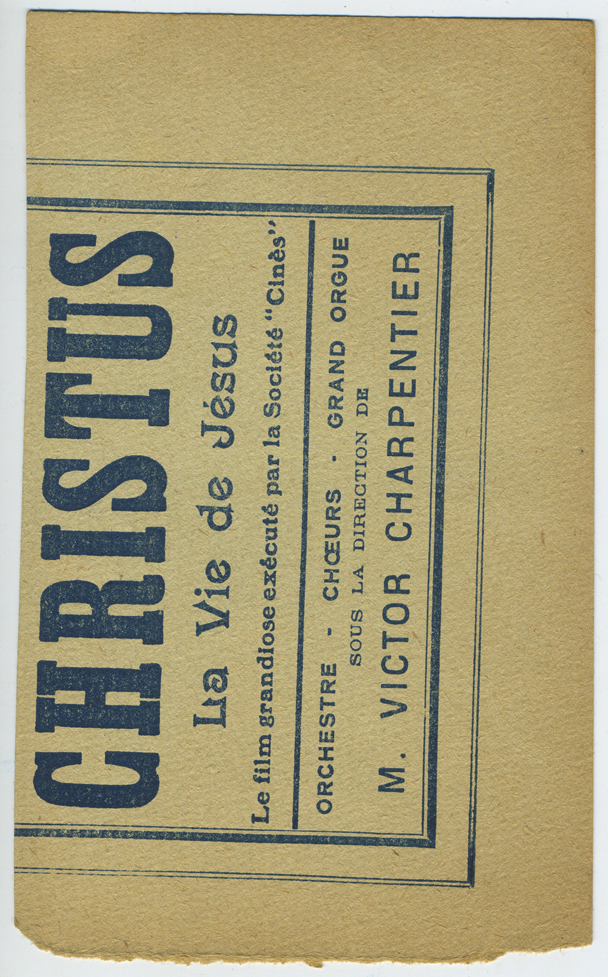 CHRISTUS
La Vie de Jésus
Le film grandiose exécuté par la Société "Cinès"
ORCHESTRE - CHŒURS - GRAND ORGUE
SOUS LA DIRECTION DE
M. VICTOR CHARPENTIER